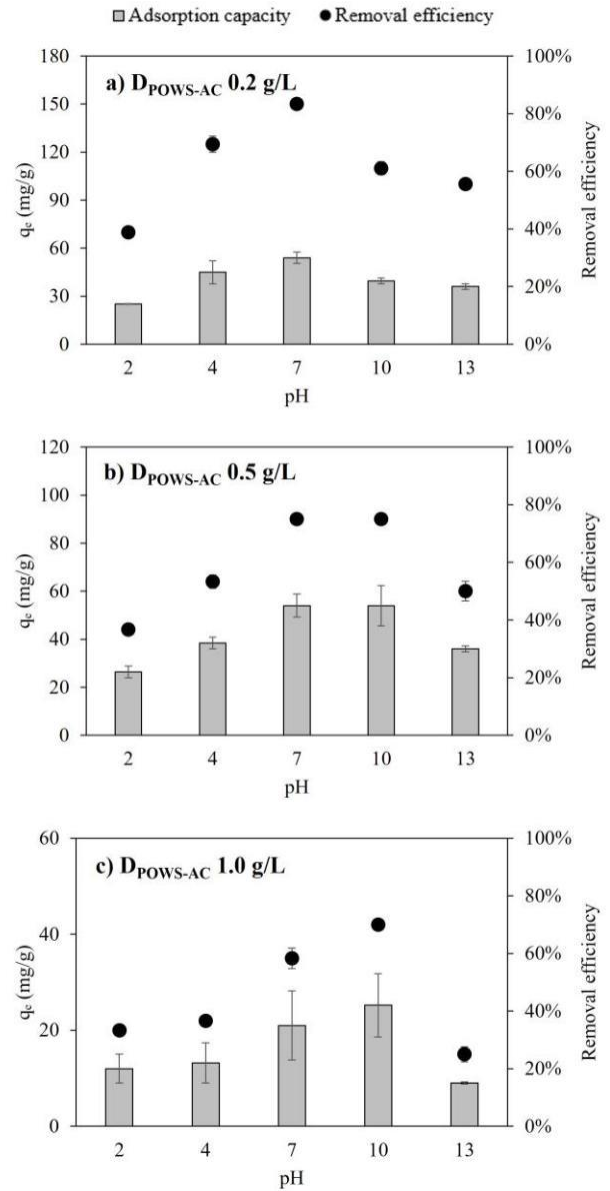 Adsorption capacity Removal efficiency
180 100%
a) D_POWS-AC 0.2 g/L
150 80%
120
60%
90
40%
60
30 20%
0 0%
qe (mg/g)
Removal efficiency
2 4 7 10 13
pH
120 100%
b) D_POWS-AC 0.5 g/L
100
80%
80
60%
60
40%
40
20 20%
0 0%
qe (mg/g)
Removal efficiency
2 4 7 10 13
pH
60 100%
c) D_POWS-AC 1.0 g/L
80%
40
60%
40%
20
20%
0 0%
qe (mg/g)
Removal efficiency
2 4 7 10 13
pH